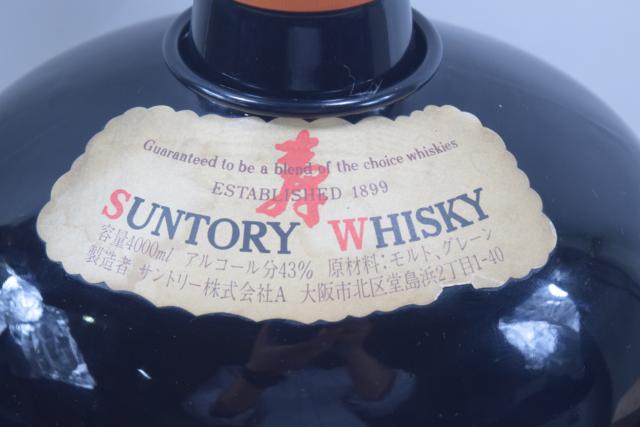 Guaranteed to be a blend of the choice whiskies
寿
ESTABLISHED 1899
SUNTORY WHISKY
容量4000ml アルコール分43% 原材料:モルト、グレーン
製造者 サントリー株式会社A 大阪市北区堂島浜2丁目1-40